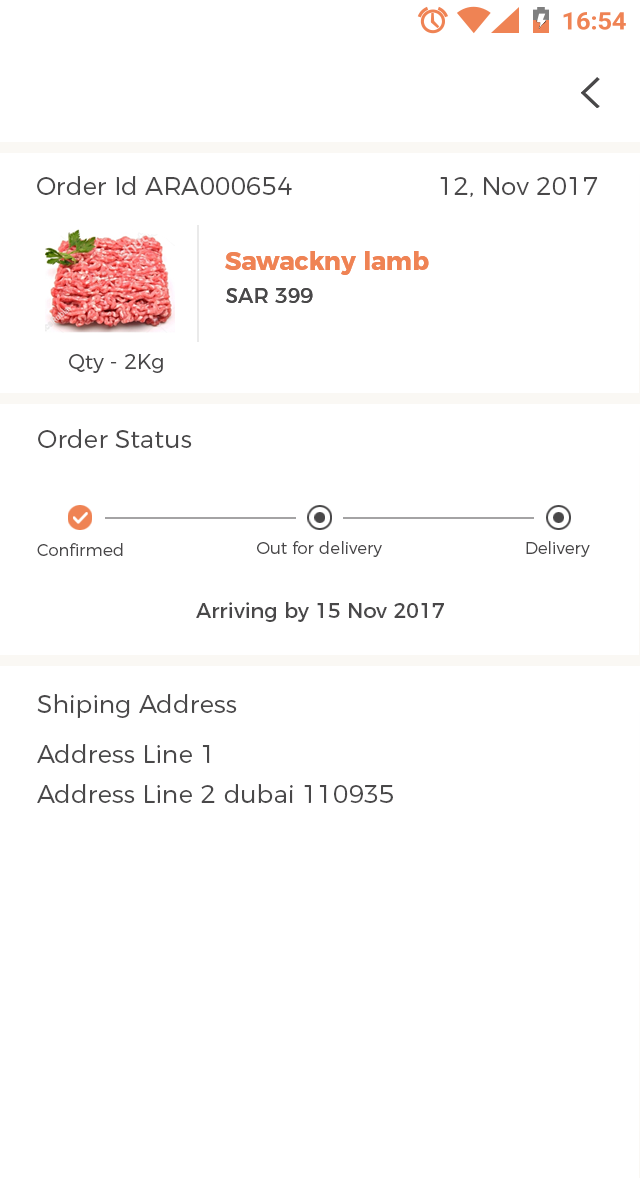 16:54
Order Id ARA000654
12, Nov 2017
Sawackny lamb
SAR 399
Qty - 2Kg
Order Status
Confirmed
Out for delivery
Delivery
Arriving by 15 Nov 2017
Shiping Address
Address Line 1
Address Line 2 dubai 110935